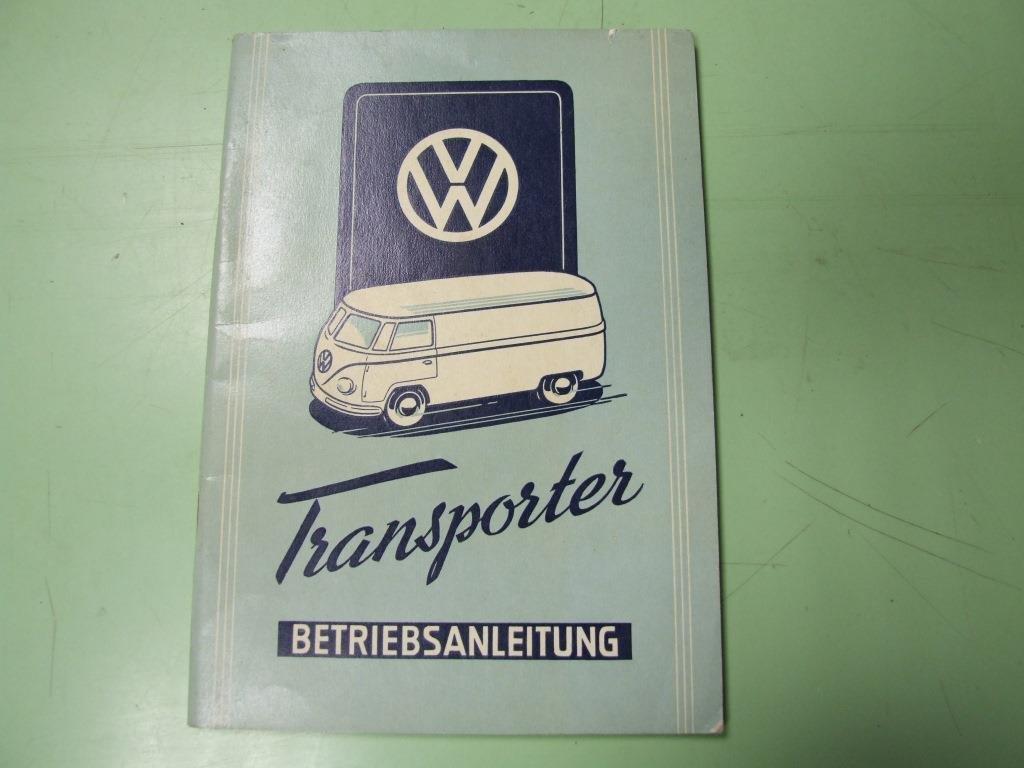 VW
Transporter
BETRIEBSANLEITUNG